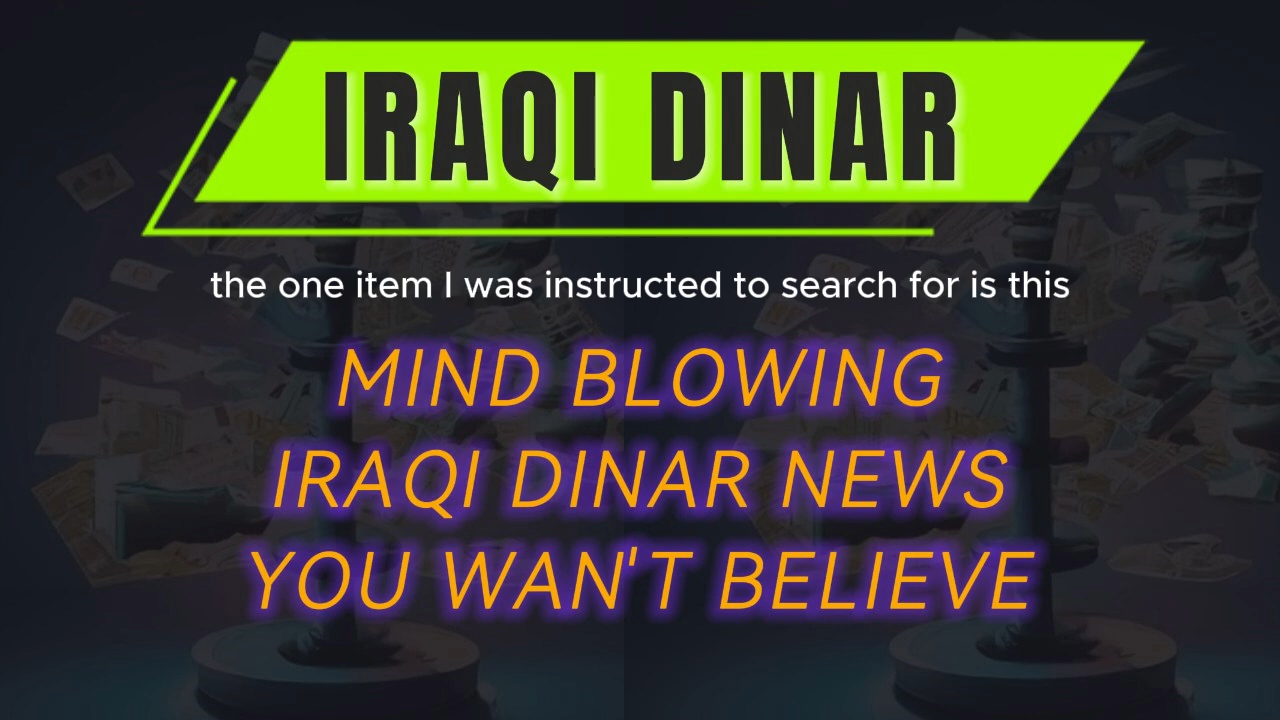 IRAQI DINAR
the one item I was instructed to search for is this
MIND BLOWING
IRAQI DINAR NEWS
YOU WAN'T BELIEVE